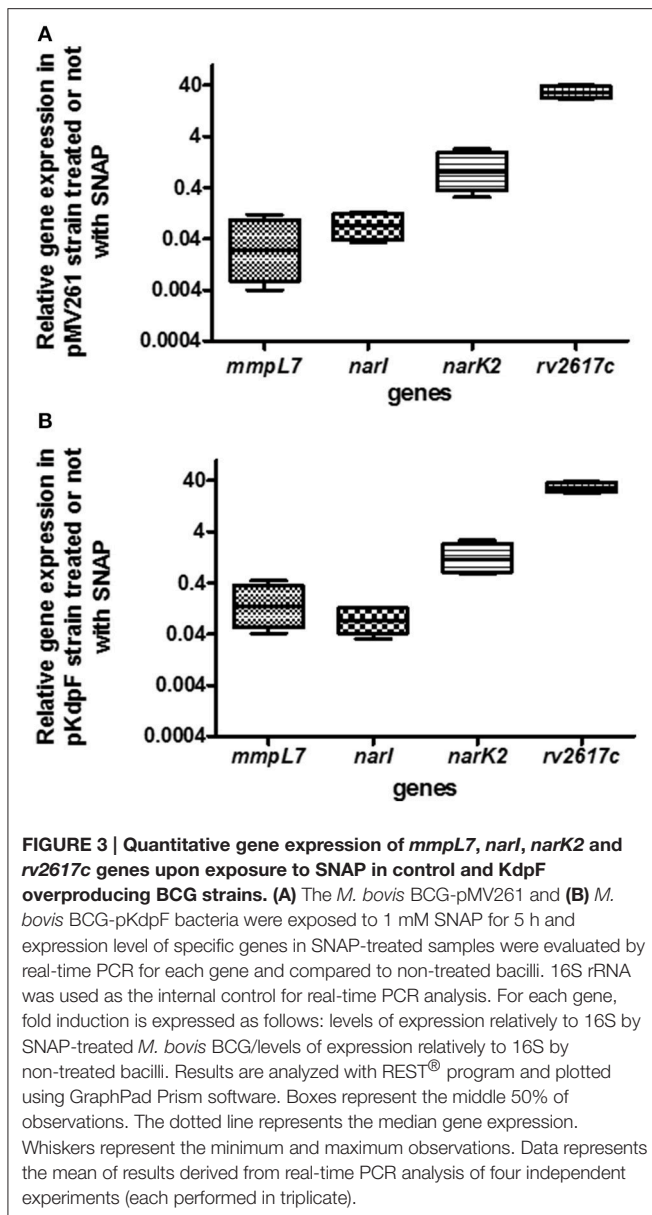 A
Relative gene expression in
pMV261 strain treated or not
with SNAP
40
4
0.4
0.04
0.004
0.0004
mmpL7 narI narK2 rv2617c
genes
B
Relative gene expression in
pKdpF strain treated or not
with SNAP
40
4
0.4
0.04
0.004
0.0004
mmpL7 narI narK2 rv2617c
genes
FIGURE 3 | Quantitative gene expression of mmpL7, narI, narK2 and
rv2617c genes upon exposure to SNAP in control and KdpF
overproducing BCG strains. (A) The M. bovis BCG-pMV261 and (B) M.
bovis BCG-pKdpF bacteria were exposed to 1 mM SNAP for 5 h and
expression level of specific genes in SNAP-treated samples were evaluated by
real-time PCR for each gene and compared to non-treated bacilli. 16S rRNA
was used as the internal control for real-time PCR analysis. For each gene,
fold induction is expressed as follows: levels of expression relatively to 16S by
SNAP-treated M. bovis BCG/levels of expression relatively to 16S by
non-treated bacilli. Results are analyzed with REST® program and plotted
using GraphPad Prism software. Boxes represent the middle 50% of
observations. The dotted line represents the median gene expression.
Whiskers represent the minimum and maximum observations. Data represents
the mean of results derived from real-time PCR analysis of four independent
experiments (each performed in triplicate).